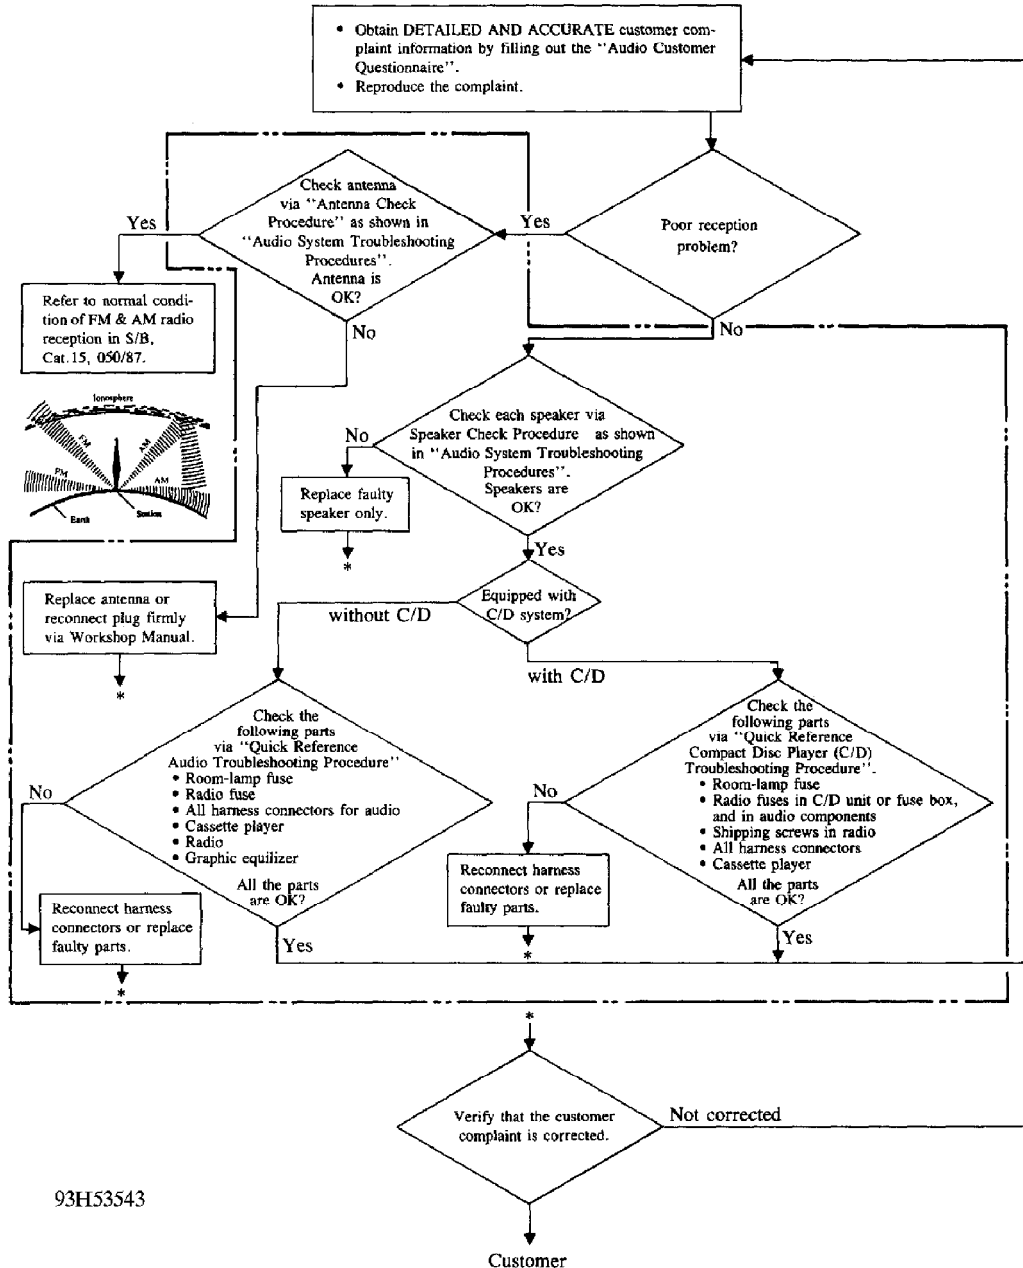 • Obtain DETAILED AND ACCURATE customer com-
plaint information by filling out the "Audio Customer
Questionnaire".
• Reproduce the complaint.
Check antenna
via "Antenna Check
Procedure" as shown in
"Audio System Troubleshooting
Procedures".
Antenna is
OK?
Yes
Yes
Poor reception
problem?
Refer to normal condi-
tion of FM & AM radio
reception in S/B,
Cat.15, 050/87.
No
No
Ionosphere
FM
AM
FM
AM
Earth
Station
Check each speaker via
Speaker Check Procedure as shown
in "Audio System Troubleshooting
Procedures".
Speakers are
OK?
No
Replace faulty
speaker only.
*
Yes
Equipped with
C/D system?
without C/D
with C/D
Replace antenna or
reconnect plug firmly
via Workshop Manual.
*
Check the
following parts
via "Quick Reference
Audio Troubleshooting Procedure"
• Room-lamp fuse
• Radio fuse
• All harness connectors for audio
• Cassette player
• Radio
• Graphic equilizer
All the parts
are OK?
No
Reconnect harness
connectors or replace
faulty parts.
*
Yes
Check the
following parts
via "Quick Reference
Compact Disc Player (C/D)
Troubleshooting Procedure".
• Room-lamp fuse
• Radio fuses in C/D unit or fuse box,
and in audio components
• Shipping screws in radio
• All harness connectors
• Cassette player
All the parts
are OK?
No
Reconnect harness
connectors or replace
faulty parts.
*
Yes
*
Verify that the customer
complaint is corrected.
Not corrected
93H53543
Customer